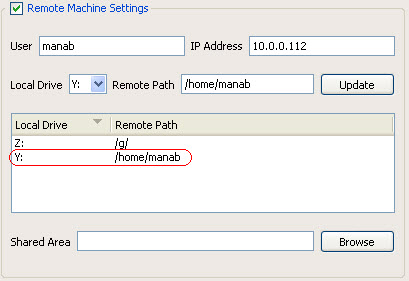 Remote Machine Settings
User manab IP Address 10.0.0.112
Local Drive Y: Remote Path /home/manab Update
Local Drive Remote Path
Z: /g/
Y: /home/manab
Shared Area Browse